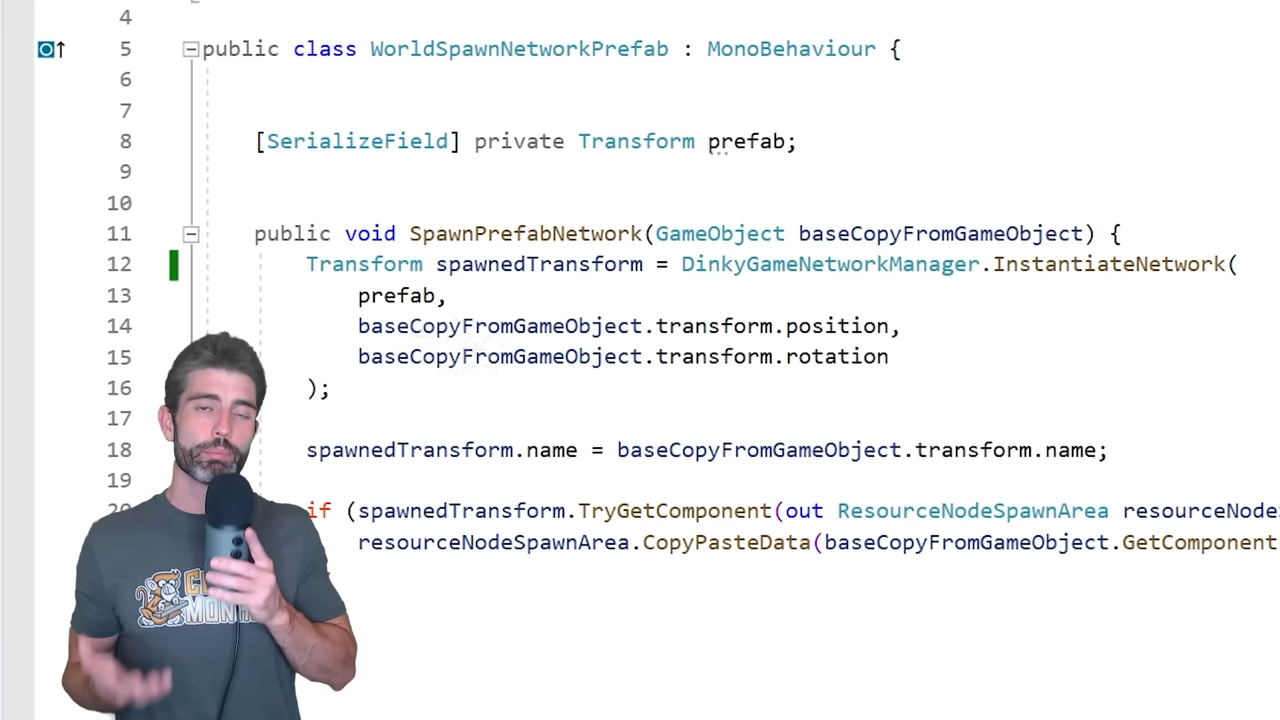 4
5 public class WorldSpawnNetworkPrefab : MonoBehaviour {
6
7
8 [SerializeField] private Transform prefab;
9
10
11 public void SpawnPrefabNetwork(GameObject baseCopyFromGameObject) {
12 Transform spawnedTransform = DinkyGameNetworkManager.InstantiateNetwork(
13 prefab,
14 baseCopyFromGameObject.transform.position,
15 baseCopyFromGameObject.transform.rotation
16 );
17
18 spawnedTransform.name = baseCopyFromGameObject.transform.name;
19
if (spawnedTransform.TryGetComponent(out ResourceNodeSpawnArea resourceNode
resourceNodeSpawnArea.CopyPasteData(baseCopyFromGameObject.GetComponent